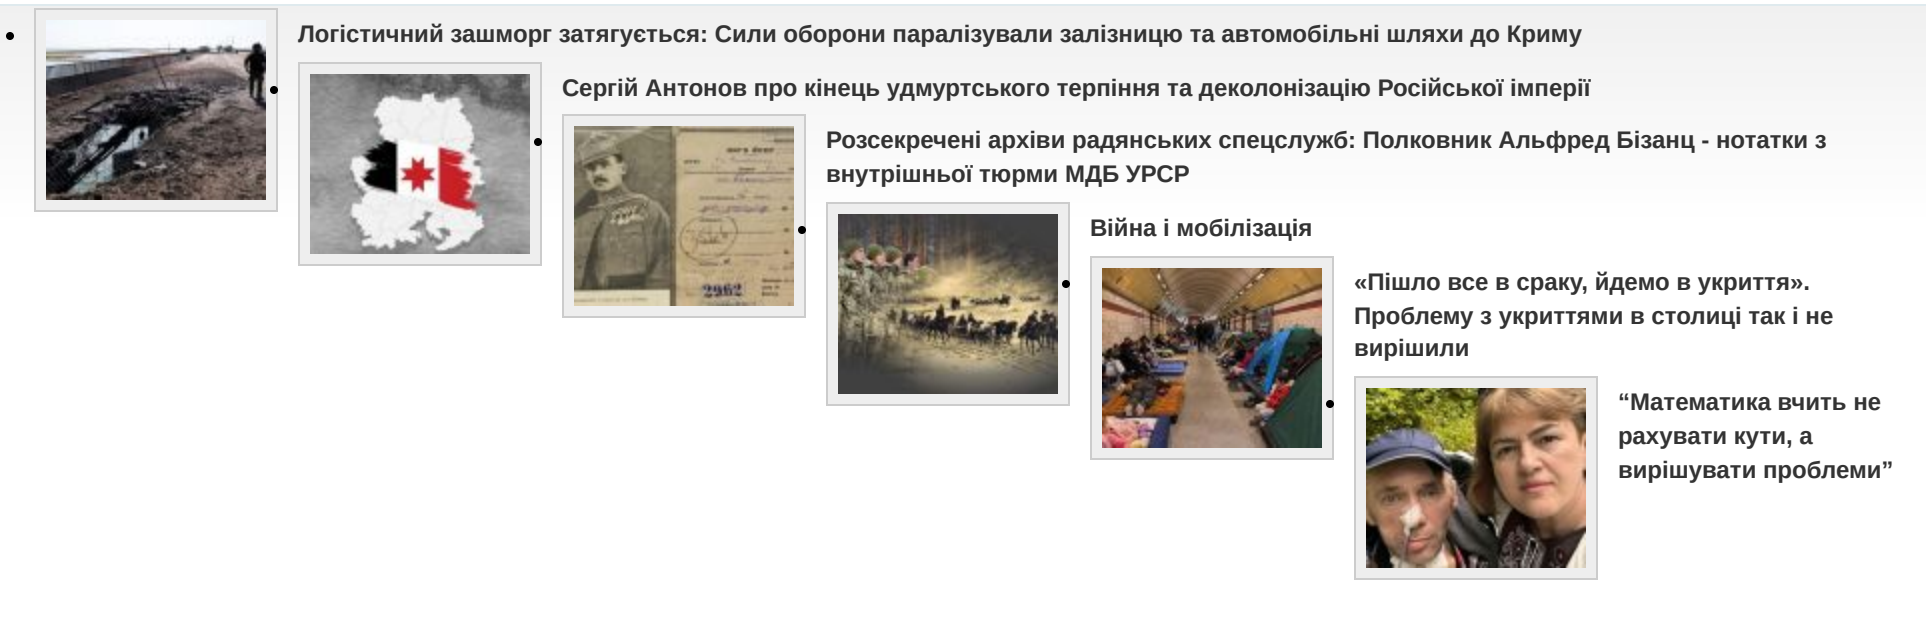 Логістичний зашморг затягується: Сили оборони паралізували залізницю та автомобільні шляхи до Криму
Сергій Антонов про кінець удмуртського терпіння та деколонізацію Російської імперії
Розсекречені архіви радянських спецслужб: Полковник Альфред Бізанц - нотатки з
внутрішньої тюрми МДБ УРСР
2962
Війна і мобілізація
«Пішло все в сраку, йдемо в укриття».
Проблему з укриттями в столиці так і не
вирішили
“Математика вчить не
рахувати кути, а
вирішувати проблеми”